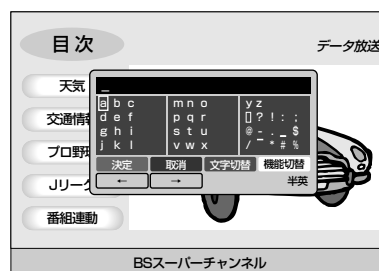 目次
データ放送
天気
交通情報
プロ野
Jリーグ
番組連動
_
a b c
d e f
g h i
j k l
m n o
p q r
s t u
v w x
y z
▯ ? ! : ;
@ - . _ $
/ ~ * # %
決定 取消 文字切替 機能切替
← →
半英
BSスーパーチャンネル